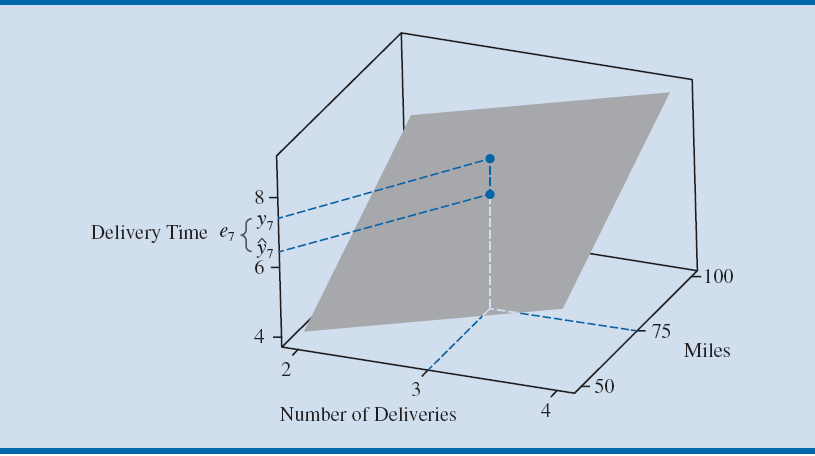 8
Delivery Time e₇ { y₇
ŷ₇
6
4
2
3
4
Number of Deliveries
50
75
100
Miles